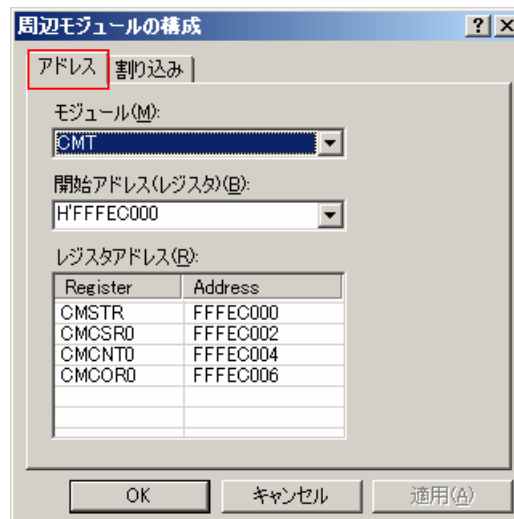 周辺モジュールの構成
アドレス 割り込み
モジュール(M):
CMT
開始アドレス(レジスタ)(B):
H'FFFEC000
レジスタアドレス(R):
Register Address
CMSTR FFFEC000
CMCSR0 FFFEC002
CMCNT0 FFFEC004
CMCOR0 FFFEC006
OK キャンセル 適用(A)